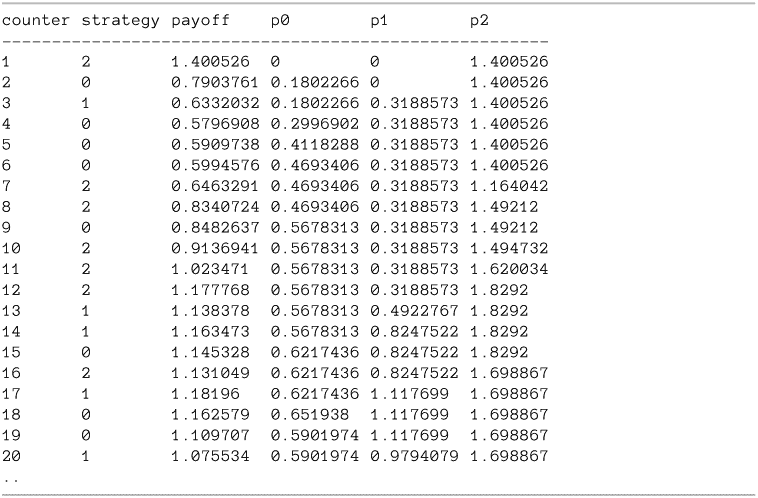 counter strategy payoff p0 p1 p2
-------------------------------------------------------
1 2 1.400526 0 0 1.400526
2 0 0.7903761 0.1802266 0 1.400526
3 1 0.6332032 0.1802266 0.3188573 1.400526
4 0 0.5796908 0.2996902 0.3188573 1.400526
5 0 0.5909738 0.4118288 0.3188573 1.400526
6 0 0.5994576 0.4693406 0.3188573 1.400526
7 2 0.6463291 0.4693406 0.3188573 1.164042
8 2 0.8340724 0.4693406 0.3188573 1.49212
9 0 0.8482637 0.5678313 0.3188573 1.49212
10 2 0.9136941 0.5678313 0.3188573 1.494732
11 2 1.023471 0.5678313 0.3188573 1.620034
12 2 1.177768 0.5678313 0.3188573 1.8292
13 1 1.138378 0.5678313 0.4922767 1.8292
14 1 1.163473 0.5678313 0.8247522 1.8292
15 0 1.145328 0.6217436 0.8247522 1.8292
16 2 1.131049 0.6217436 0.8247522 1.698867
17 1 1.18196 0.6217436 1.117699 1.698867
18 0 1.162579 0.651938 1.117699 1.698867
19 0 1.109707 0.5901974 1.117699 1.698867
20 1 1.075534 0.5901974 0.9794079 1.698867
..